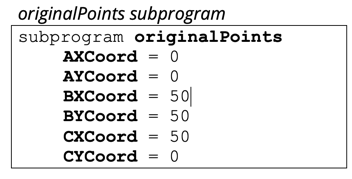 originalPoints subprogram
subprogram originalPoints
AXCoord = 0
AYCoord = 0
BXCoord = 50
BYCoord = 50
CXCoord = 50
CYCoord = 0